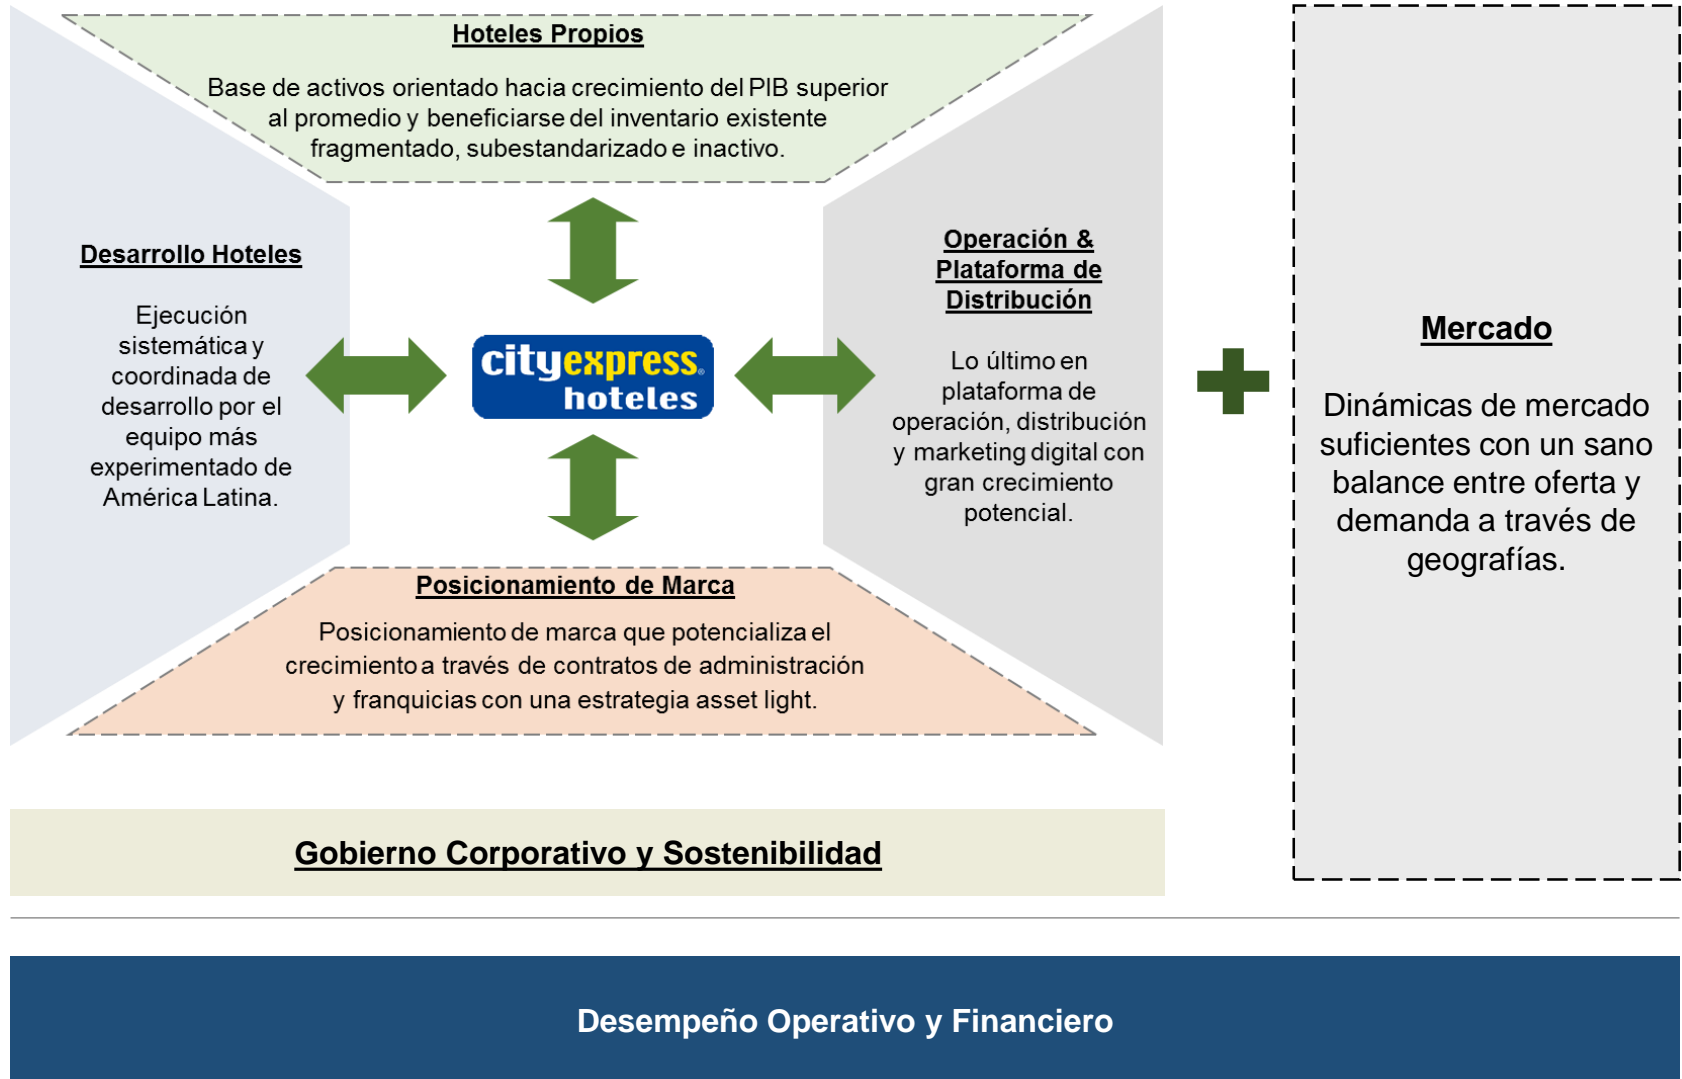 Hoteles Propios
Base de activos orientado hacia crecimiento del PIB superior
al promedio y beneficiarse del inventario existente
fragmentado, subestandarizado e inactivo.
Desarrollo Hoteles
Ejecución
sistemática y
coordinada de
desarrollo por el
equipo más
experimentado de
América Latina.
cityexpress®
hoteles
Operación &
Plataforma de
Distribución
Lo último en
plataforma de
operación, distribución
y marketing digital con
gran crecimiento
potencial.
Posicionamiento de Marca
Posicionamiento de marca que potencializa el
crecimiento a través de contratos de administración
y franquicias con una estrategia asset light.
Mercado
Dinámicas de mercado
suficientes con un sano
balance entre oferta y
demanda a través de
geografías.
Gobierno Corporativo y Sostenibilidad
Desempeño Operativo y Financiero